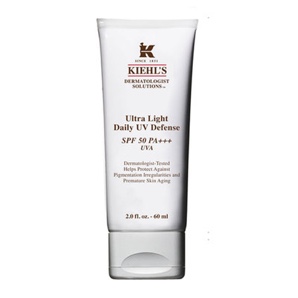 K
SINCE 1851
KIEHL'S
DERMATOLOGIST
SOLUTIONS™
Ultra Light
Daily UV Defense
SPF 50 PA+++
UVA
Dermatologist-Tested
Helps Protect Against
Pigmentation Irregularities and
Premature Skin Aging
2.0 fl. oz. - 60 ml